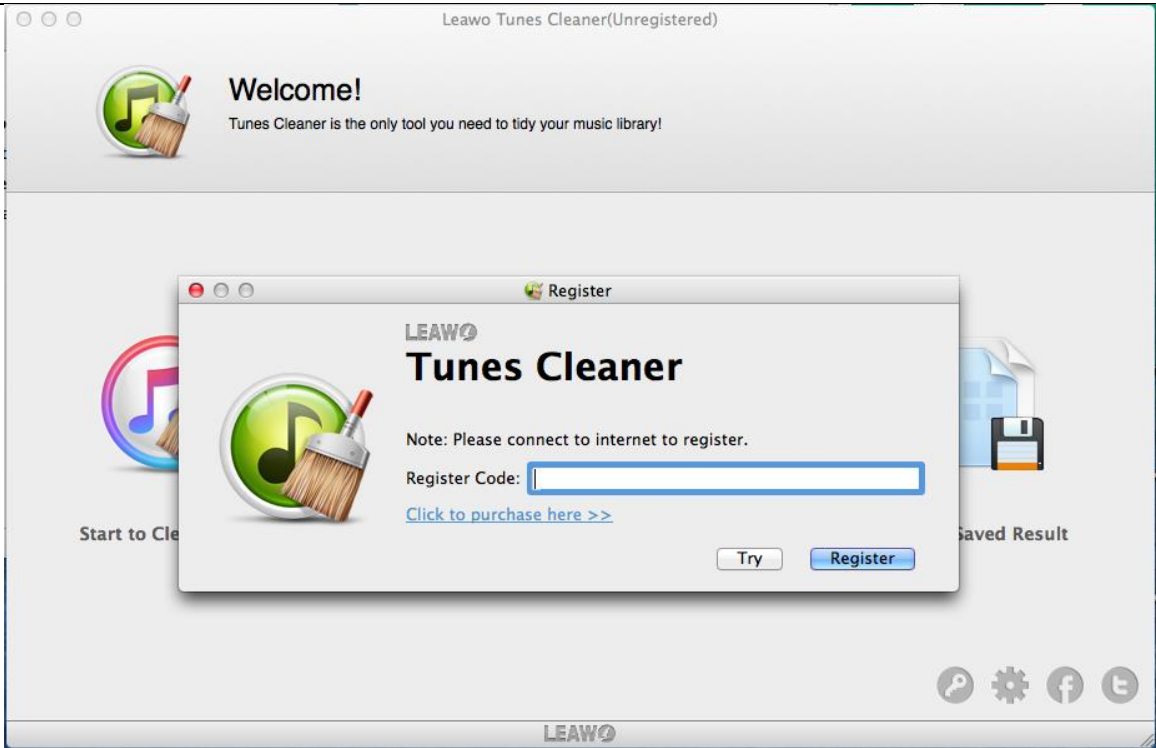 Leawo Tunes Cleaner(Unregistered)
Welcome!
Tunes Cleaner is the only tool you need to tidy your music library!
Register
LEAWO
Tunes Cleaner
Note: Please connect to internet to register.
Register Code:
Click to purchase here >>
Try Register
Start to Cle
Saved Result
LEAWO